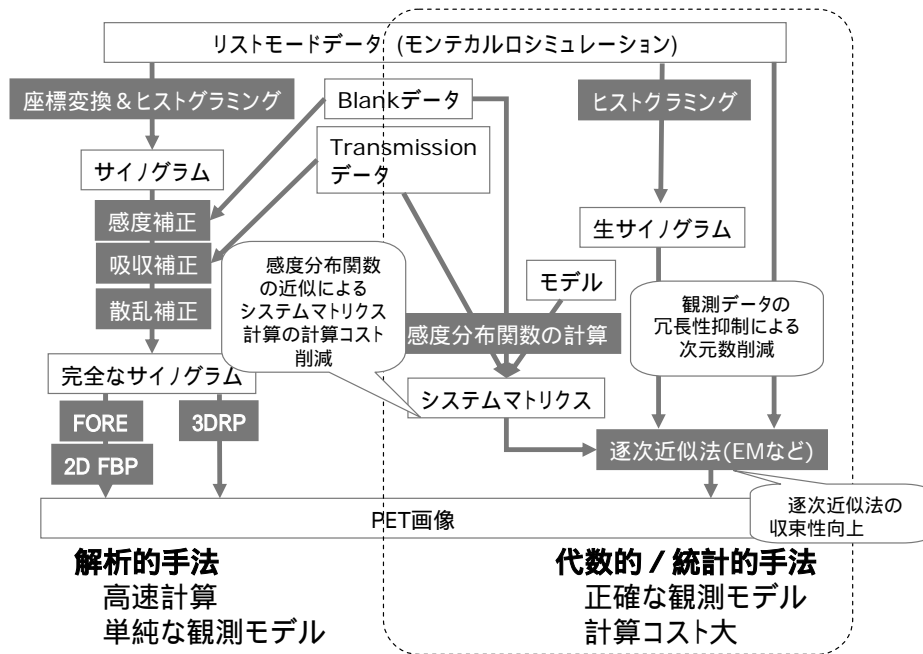 リストモードデータ (モンテカルロシミュレーション)
座標変換＆ヒストグラミング
Blankデータ
ヒストグラミング
Transmission
データ
サイノグラム
感度補正
生サイノグラム
吸収補正
感度分布関数
の近似による
システムマトリクス
計算の計算コスト
削減
モデル
散乱補正
観測データの
冗長性抑制による
次元数削減
感度分布関数の計算
完全なサイノグラム
システムマトリクス
FORE
3DRP
2D FBP
逐次近似法(EMなど)
PET画像
逐次近似法の
収束性向上
解析的手法
高速計算
単純な観測モデル
代数的 / 統計的手法
正確な観測モデル
計算コスト大